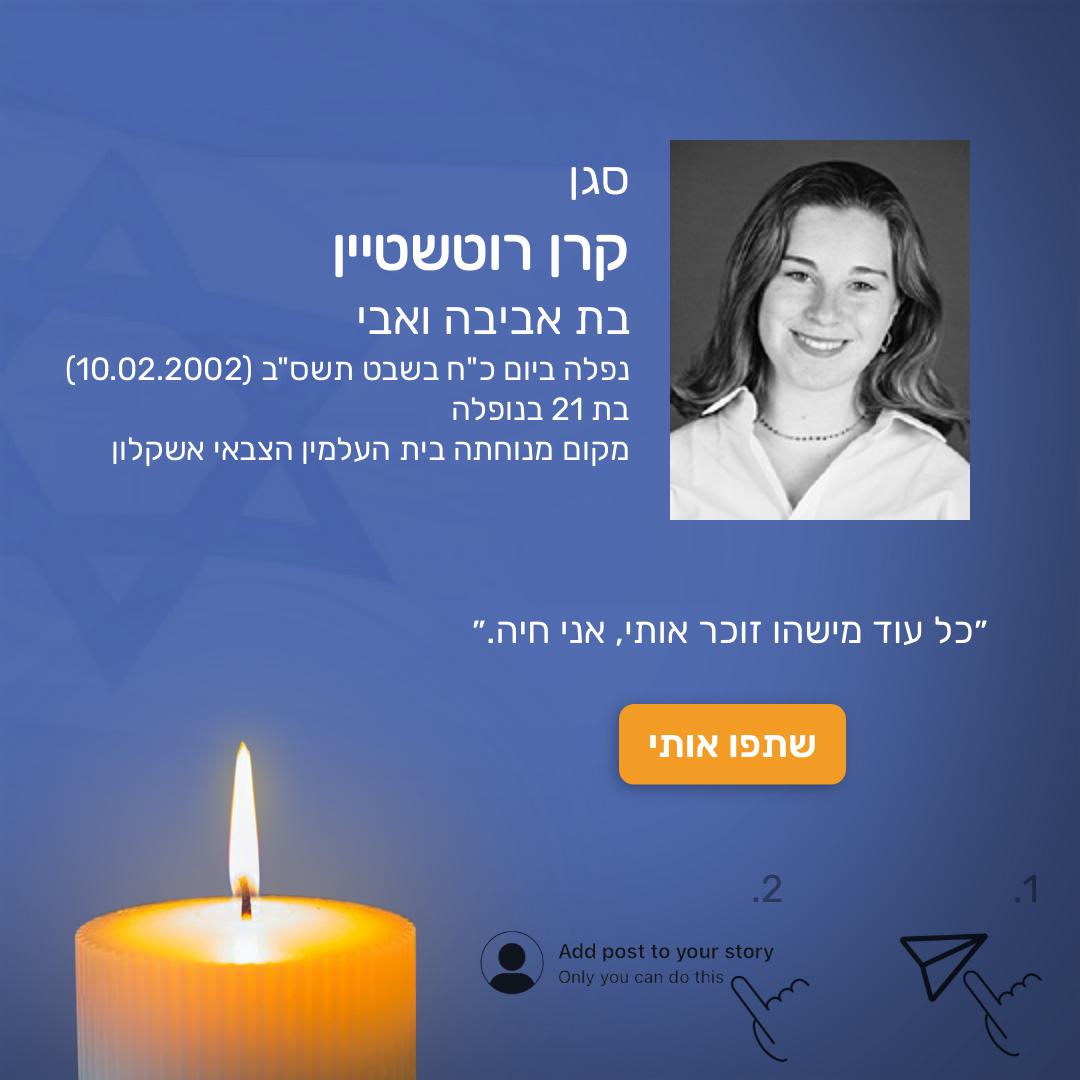 סגן
קרן רוטשטיין
בת אביבה ואבי
נפלה ביום כ"ח בשבט תשס"ב (10.02.2002)
בת 21 בנופלה
מקום מנוחתה בית העלמין הצבאי אשקלון
״כל עוד מישהו זוכר אותי, אני חיה.״
שתפו אותי
1.
2.
Add post to your story
Only you can do this